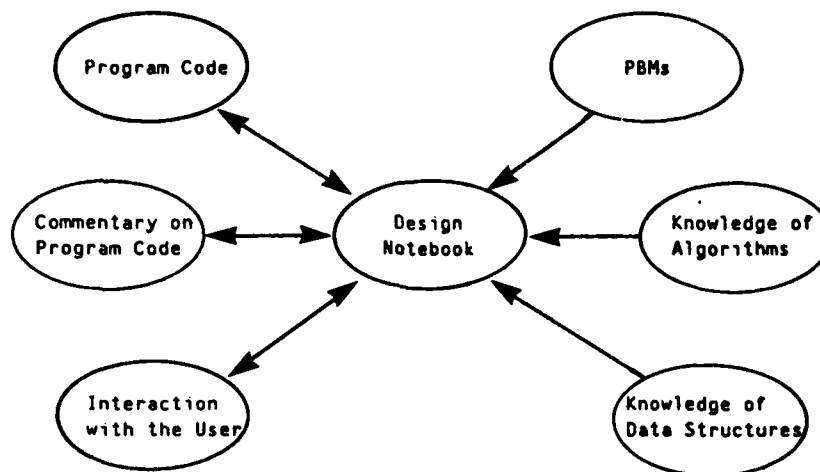 Program Code
PBMs
Commentary on
Program Code
Design
Notebook
Knowledge of
Algorithms
Interaction
with the User
Knowledge of
Data Structures